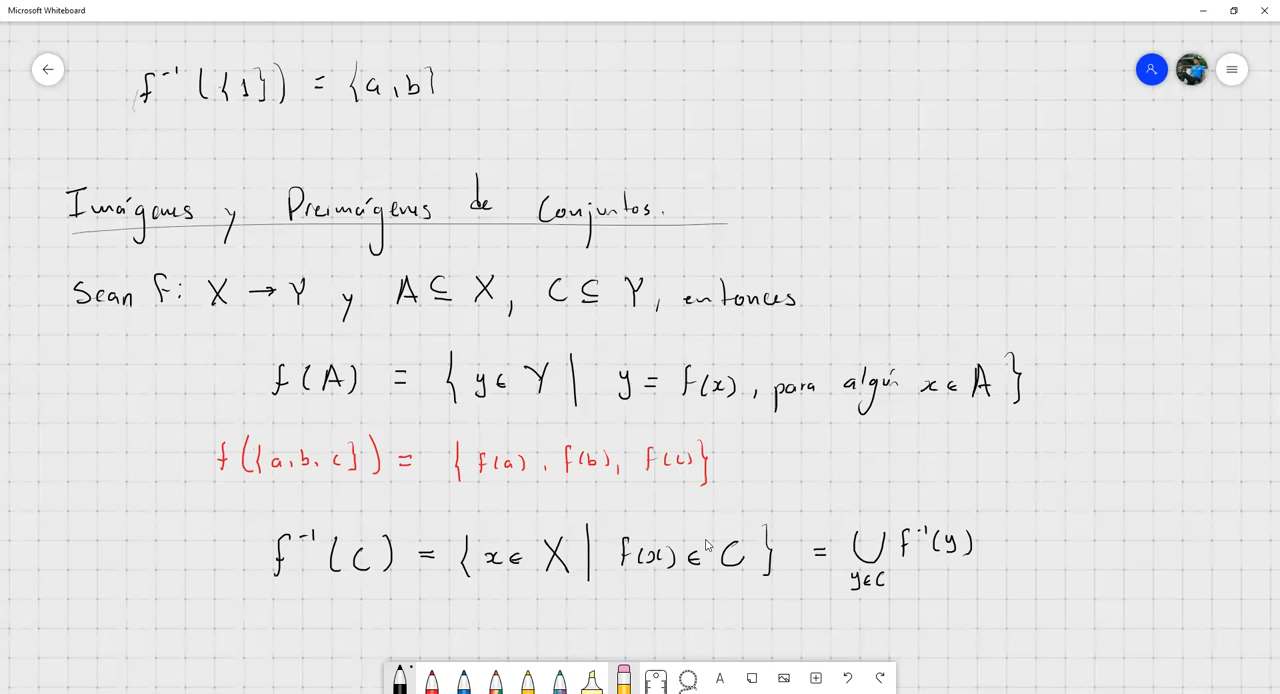 Microsoft Whiteboard
f⁻¹({1}) = {a,b}
Imágenes y Preimágenes de Conjuntos.
Sean f: X → Y y A ⊆ X, C ⊆ Y, entonces
f(A) = { y ∈ Y | y = f(x), para algún x ∈ A }
f({a,b,c}) = { f(a), f(b), f(c)}
f⁻¹(C) = { x ∈ X | f(x) ∈ C } = ⋃ f⁻¹(y)
y∈C